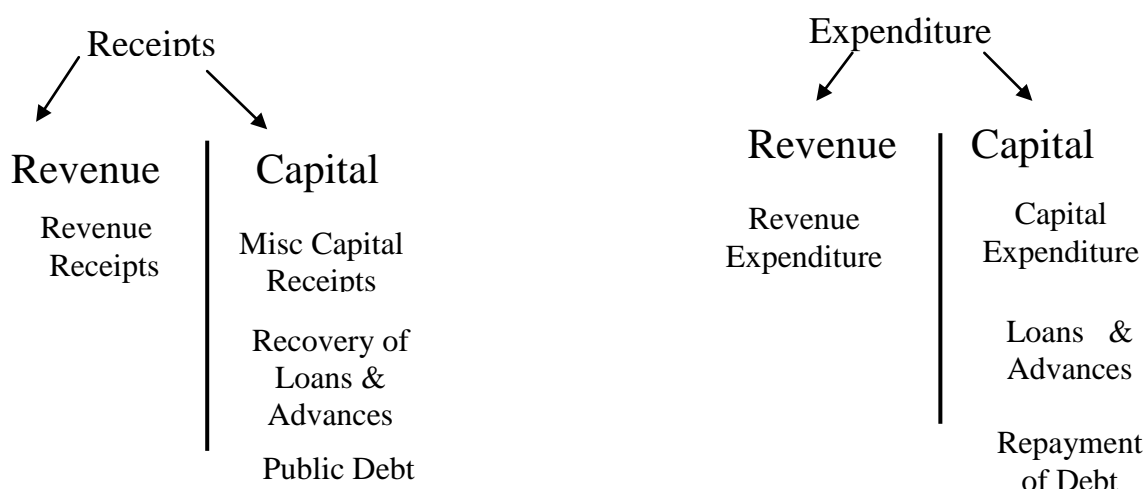 Receipts
Revenue
Capital
Revenue
Receipts
Misc Capital
Receipts
Recovery of
Loans &
Advances
Public Debt
Expenditure
Revenue
Capital
Revenue
Expenditure
Capital
Expenditure
Loans &
Advances
Repayment
of Debt